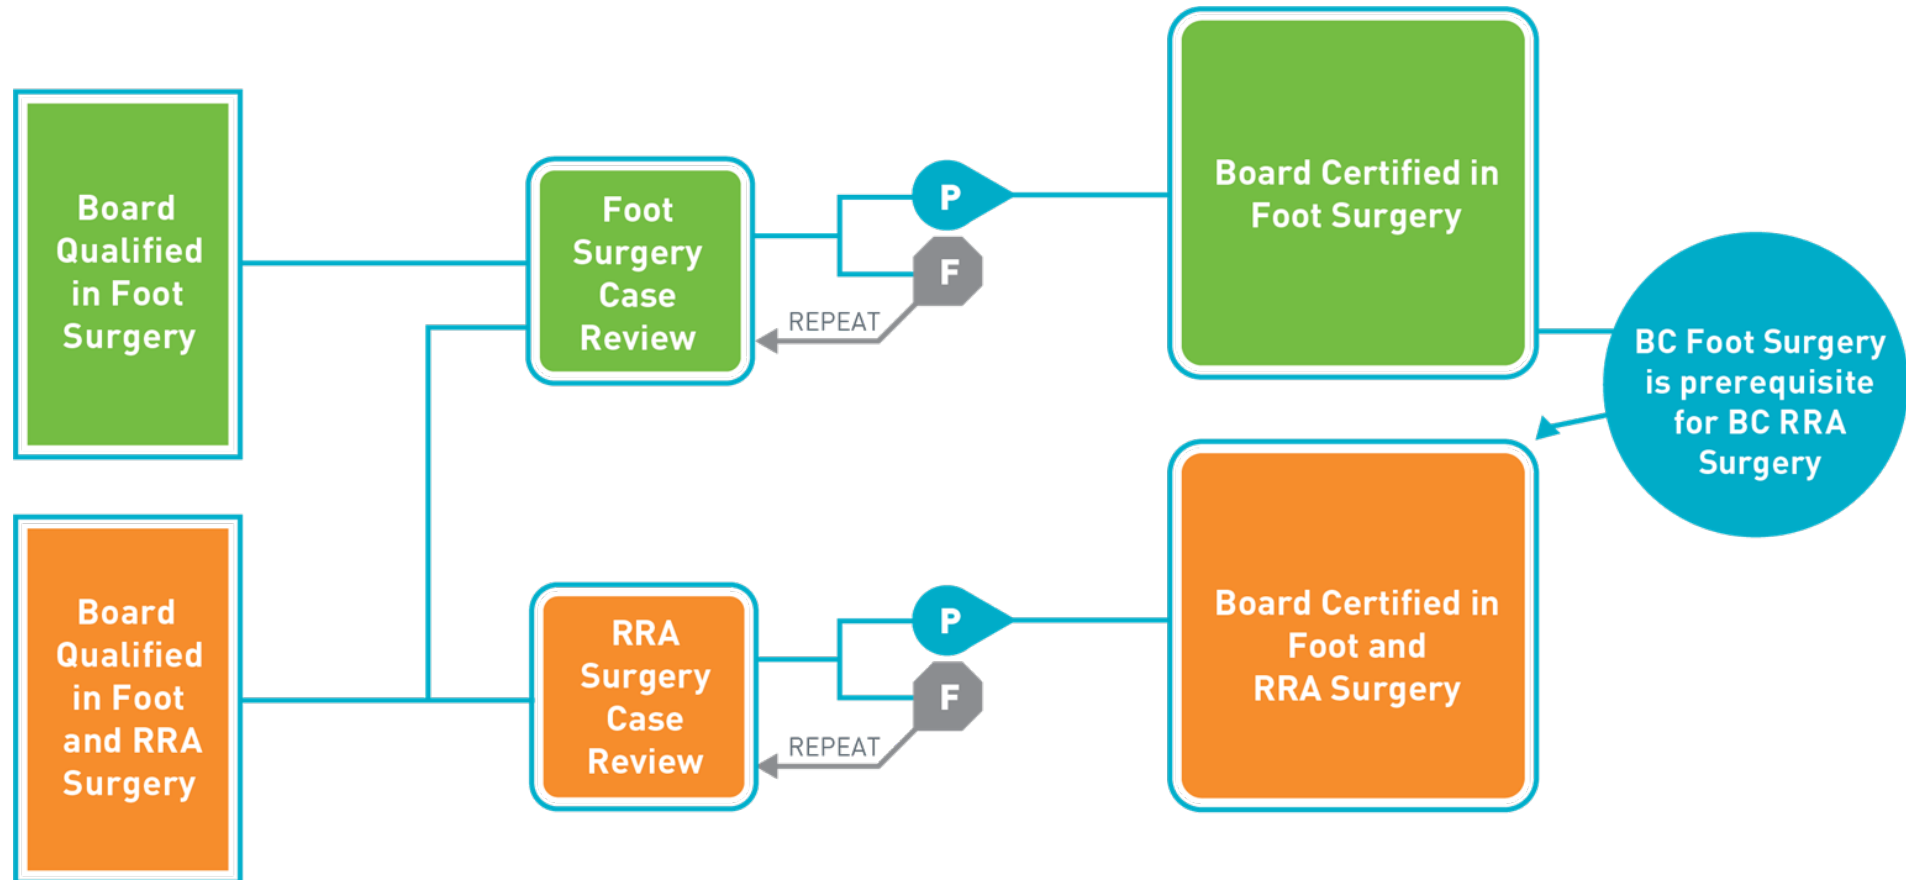 Board
Qualified
in Foot
Surgery
Foot
Surgery
Case
Review
P
F
REPEAT
Board Certified in
Foot Surgery
BC Foot Surgery
is prerequisite
for BC RRA
Surgery
Board
Qualified
in Foot
and RRA
Surgery
RRA
Surgery
Case
Review
P
F
REPEAT
Board Certified in
Foot and
RRA Surgery